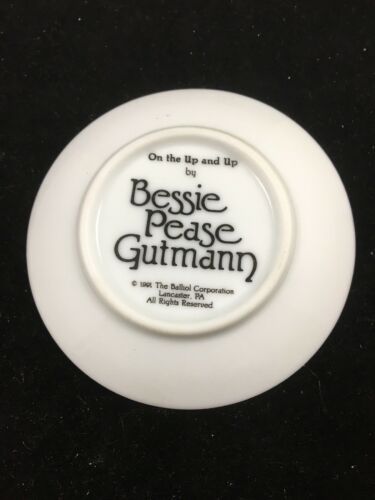 On the Up and Up
by
Bessie
Pease
Gutmann
© 1991 The Balliol Corporation
Lancaster, PA
All Rights Reserved